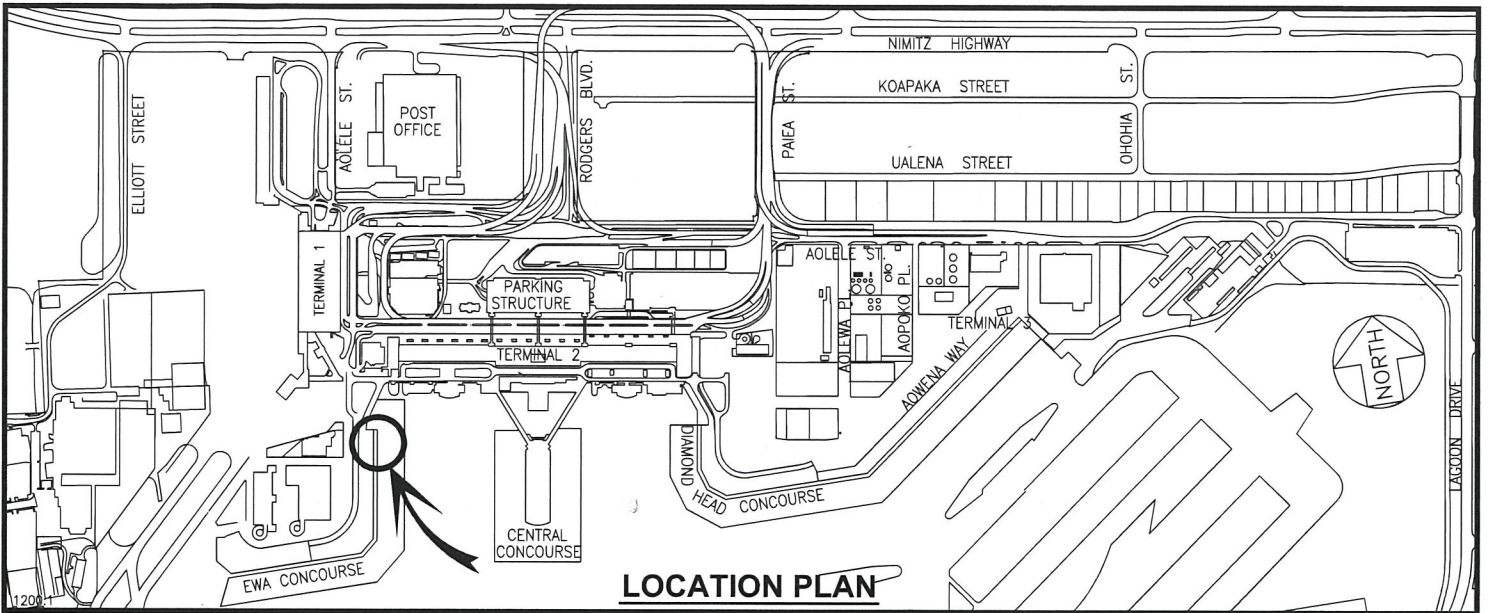 NIMITZ HIGHWAY
KOAPAKA STREET
UALENA STREET
ELLIOTT STREET
AOLELE ST.
POST
OFFICE
RODGERS BLVD.
PAIEA ST.
OHOHIA ST.
TERMINAL 1
PARKING
STRUCTURE
TERMINAL 2
AOLELE ST.
AOLEWA PL.
AOPOKO PL.
TERMINAL 3
AOWENA WAY
NORTH
LAGOON DRIVE
DIAMOND
HEAD CONCOURSE
CENTRAL
CONCOURSE
EWA CONCOURSE
LOCATION PLAN